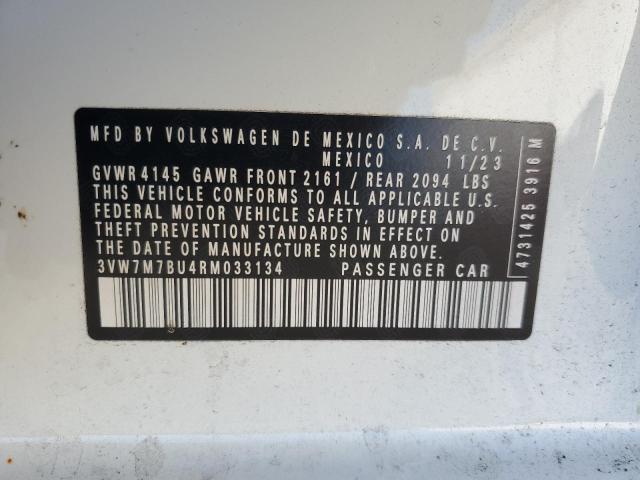 MFD BY VOLKSWAGEN DE MEXICO S.A. DE C.V.
MEXICO 11/23
GVWR 4145 GAWR FRONT 2161 / REAR 2094 LBS
THIS VEHICLE CONFORMS TO ALL APPLICABLE U.S.
FEDERAL MOTOR VEHICLE SAFETY, BUMPER AND
THEFT PREVENTION STANDARDS IN EFFECT ON
THE DATE OF MANUFACTURE SHOWN ABOVE.
3VW7M7BU4RM033134 PASSENGER CAR
4731425 3916 M